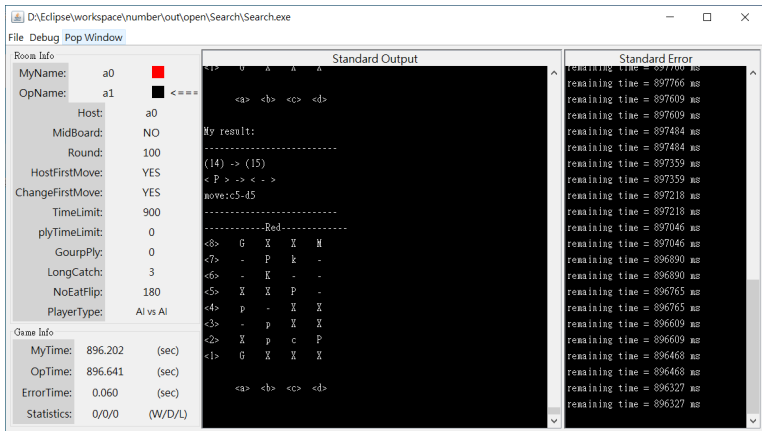 D:\Eclipse\workspace\number\out\open\Search\Search.exe
File Debug Pop Window
Room Info
MyName: a0
OpName: a1 <===
Host: a0
MidBoard: NO
Round: 100
HostFirstMove: YES
ChangeFirstMove: YES
TimeLimit: 900
plyTimeLimit: 0
GourpPly: 0
LongCatch: 3
NoEatFlip: 180
PlayerType: AI vs AI
Game Info
MyTime: 896.202 (sec)
OpTime: 896.641 (sec)
ErrorTime: 0.060 (sec)
Statistics: 0/0/0 (W/D/L)
Standard Output
<1> G X X X
<a> <b> <c> <d>
My result:
--------------------------
(14) -> (15)
< P > -> < - >
move:c5-d5
--------------------------
------------Red-------------
<8> G X X M
<7> - P k -
<6> - K - -
<5> X X P -
<4> p - X X
<3> - p X X
<2> X p c P
<1> G X X X
<a> <b> <c> <d>
Standard Error
remaining time = 897766 ms
remaining time = 897766 ms
remaining time = 897609 ms
remaining time = 897609 ms
remaining time = 897484 ms
remaining time = 897484 ms
remaining time = 897359 ms
remaining time = 897359 ms
remaining time = 897218 ms
remaining time = 897218 ms
remaining time = 897046 ms
remaining time = 897046 ms
remaining time = 896890 ms
remaining time = 896890 ms
remaining time = 896765 ms
remaining time = 896765 ms
remaining time = 896609 ms
remaining time = 896609 ms
remaining time = 896468 ms
remaining time = 896468 ms
remaining time = 896327 ms
remaining time = 896327 ms